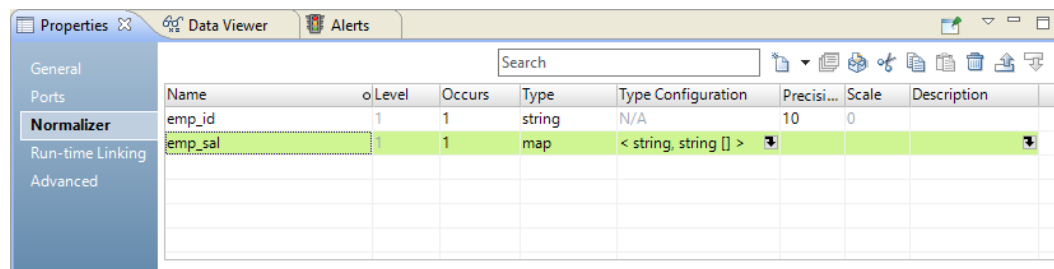 Properties Data Viewer Alerts
Search
General
Ports
Normalizer
Run-time Linking
Advanced
Name Level Occurs Type Type Configuration Precisi... Scale Description
emp_id 1 1 string N/A 10 0
emp_sal 1 1 map < string, string [] >